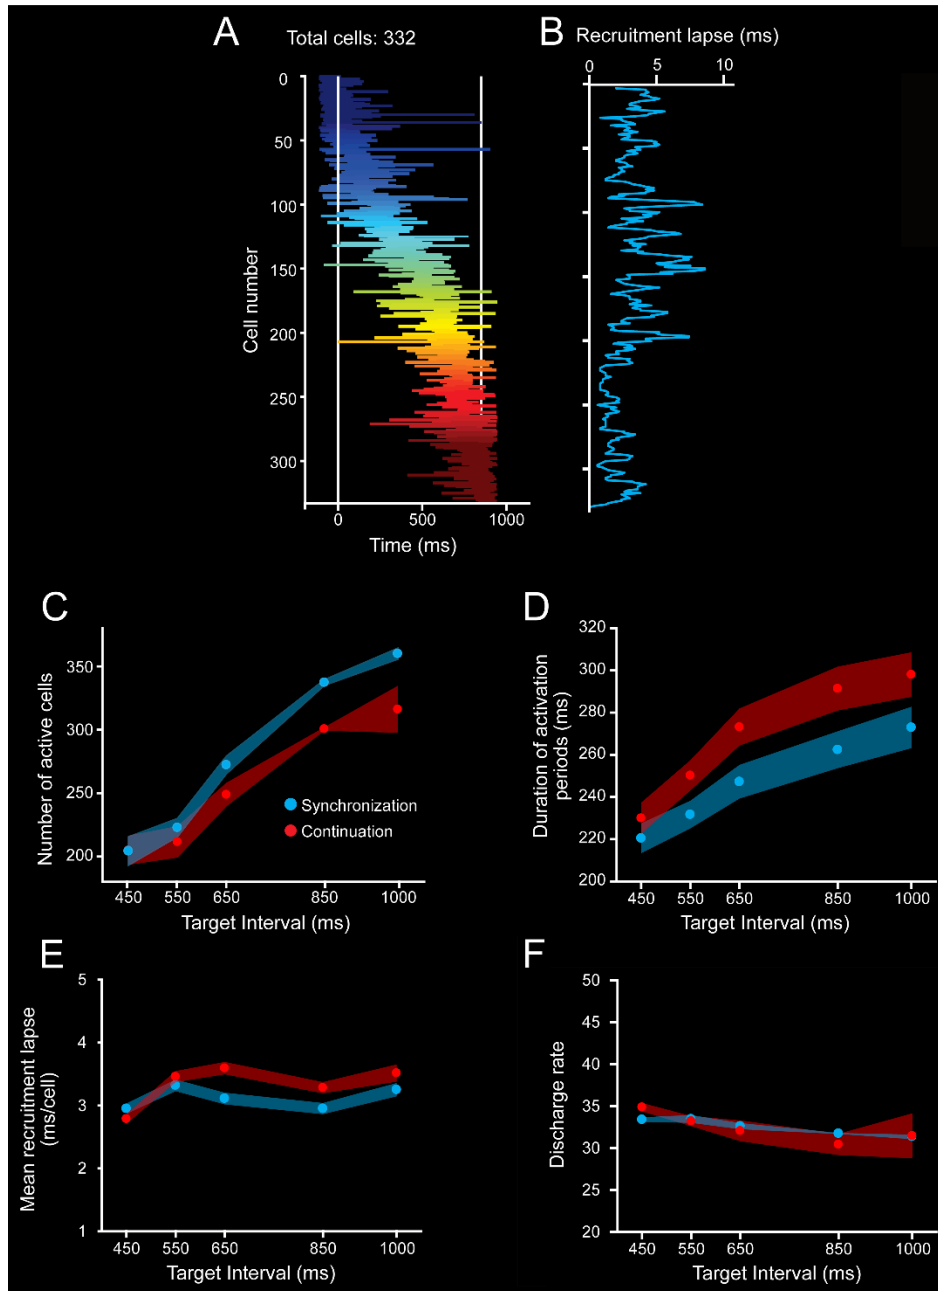 A
Total cells: 332
0
50
100
150
200
250
300
Cell number
0
500
1000
Time (ms)
B
Recruitment lapse (ms)
0
5
10
C
350
300
250
200
Number of active cells
Synchronization
Continuation
450
550
650
850
1000
Target Interval (ms)
D
320
300
280
260
240
220
200
Duration of activation
periods (ms)
450
550
650
850
1000
Target Interval (ms)
E
5
4
3
2
1
Mean recruitment lapse
(ms/cell)
450
550
650
850
1000
Target Interval (ms)
F
50
45
40
35
30
25
20
Discharge rate
450
550
650
850
1000
Target Interval (ms)